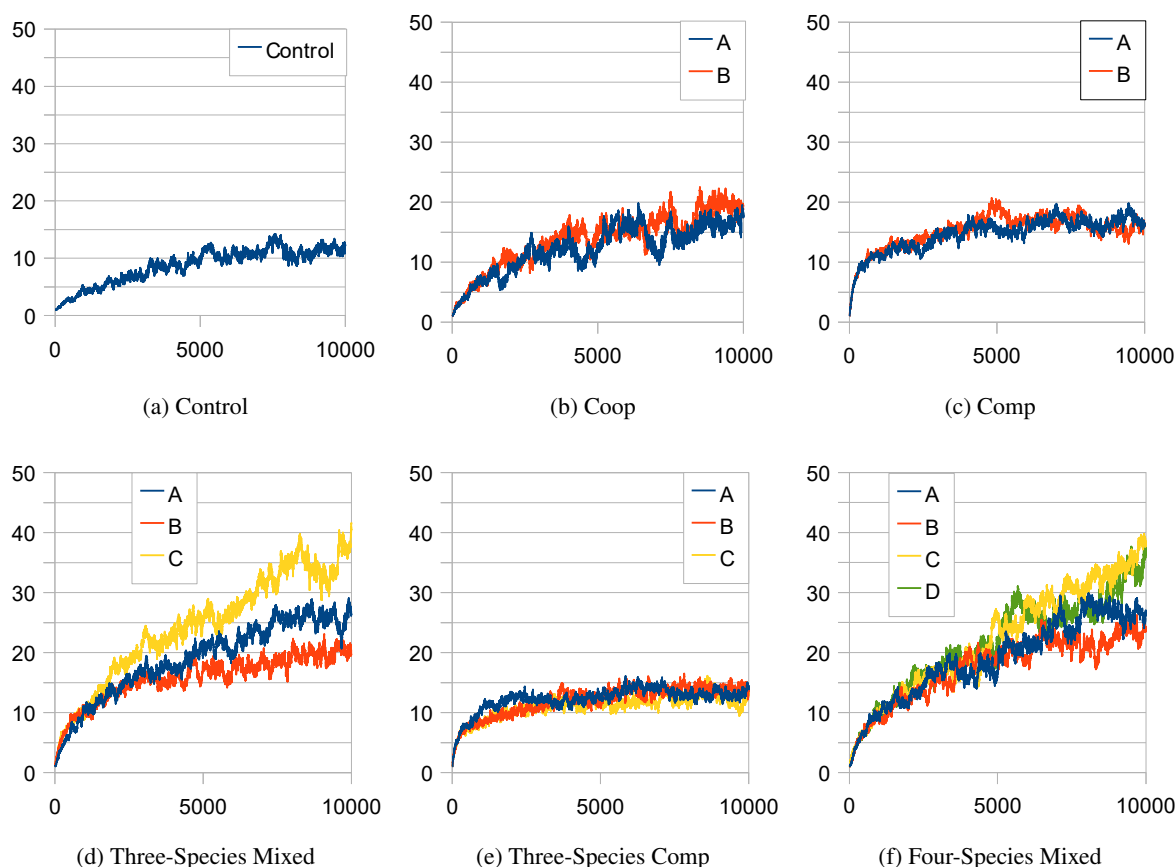 50
40
30
20
10
0
0 5000 10000
Control
(a) Control
50
40
30
20
10
0
0 5000 10000
A
B
(b) Coop
50
40
30
20
10
0
0 5000 10000
A
B
(c) Comp
50
40
30
20
10
0
0 5000 10000
A
B
C
(d) Three-Species Mixed
50
40
30
20
10
0
0 5000 10000
A
B
C
(e) Three-Species Comp
50
40
30
20
10
0
0 5000 10000
A
B
C
D
(f) Four-Species Mixed